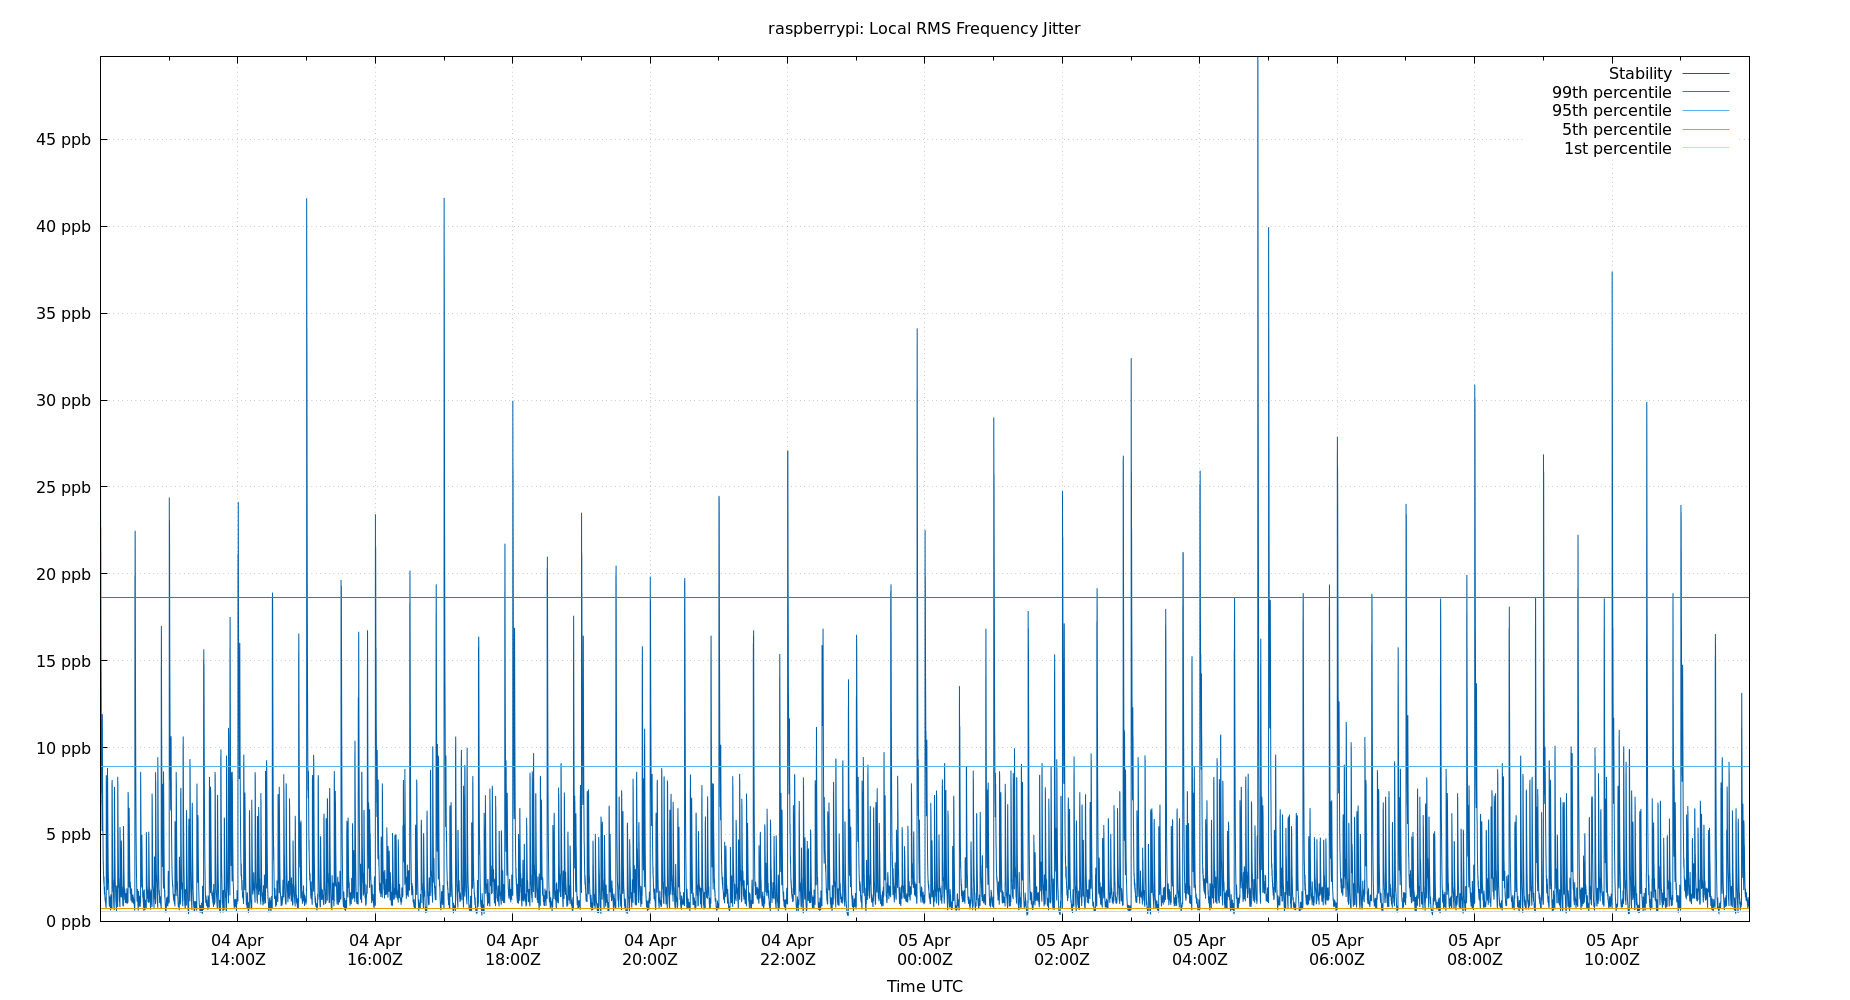 raspberrypi: Local RMS Frequency Jitter
Stability
99th percentile
95th percentile
5th percentile
1st percentile
45 ppb
40 ppb
35 ppb
30 ppb
25 ppb
20 ppb
15 ppb
10 ppb
5 ppb
0 ppb
04 Apr 04 Apr 04 Apr 04 Apr 04 Apr 05 Apr 05 Apr 05 Apr 05 Apr 05 Apr 05 Apr
14:00Z 16:00Z 18:00Z 20:00Z 22:00Z 00:00Z 02:00Z 04:00Z 06:00Z 08:00Z 10:00Z
Time UTC